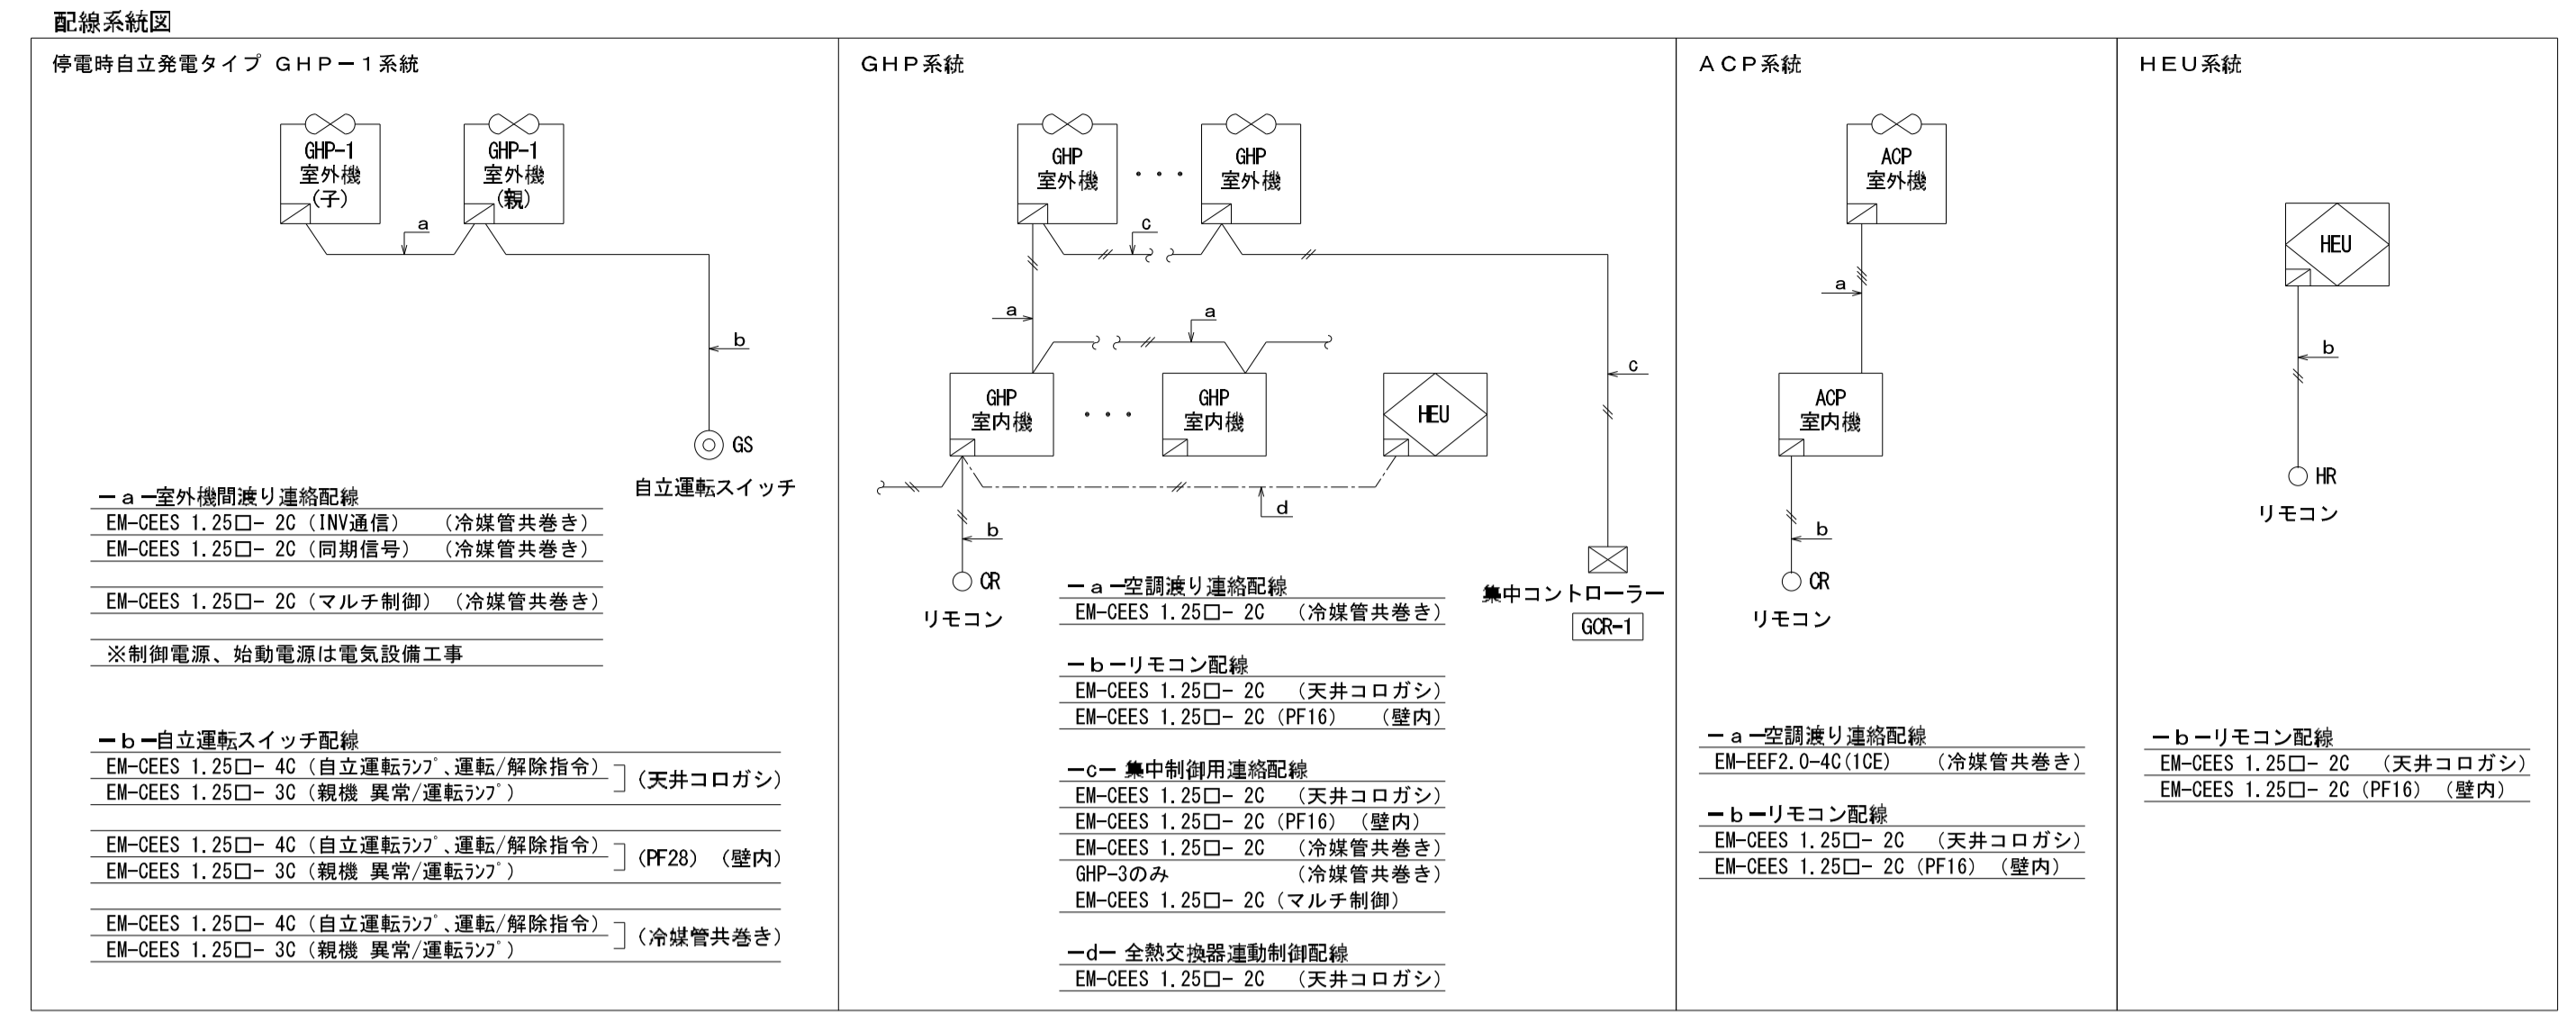 配線系統図
停電時自立発電タイプ ＧＨＰー１系統
GHP-1
室外機
(子)
GHP-1
室外機
(親)
a
b
GS
自立運転スイッチ
ーａー室外機間渡り連絡配線
EM-CEES 1.25□- 2C (INV通信) (冷媒管共巻き)
EM-CEES 1.25□- 2C (同期信号) (冷媒管共巻き)
EM-CEES 1.25□- 2C (マルチ制御) (冷媒管共巻き)
※制御電源、始動電源は電気設備工事
ーｂー自立運転スイッチ配線
EM-CEES 1.25□- 4C (自立運転ﾗﾝﾌﾟ、運転/解除指令)
EM-CEES 1.25□- 3C (親機 異常/運転ﾗﾝﾌﾟ)
(天井コロガシ)
EM-CEES 1.25□- 4C (自立運転ﾗﾝﾌﾟ、運転/解除指令)
EM-CEES 1.25□- 3C (親機 異常/運転ﾗﾝﾌﾟ)
(PF28) (壁内)
EM-CEES 1.25□- 4C (自立運転ﾗﾝﾌﾟ、運転/解除指令)
EM-CEES 1.25□- 3C (親機 異常/運転ﾗﾝﾌﾟ)
(冷媒管共巻き)
ＧＨＰ系統
GHP
室外機
・・・
GHP
室外機
c
a
a
c
GHP
室内機
・・・
GHP
室内機
HEU
d
b
CR
リモコン
集中コントローラー
GCR-1
ーａー空調渡り連絡配線
EM-CEES 1.25□- 2C (冷媒管共巻き)
ーｂーリモコン配線
EM-CEES 1.25□- 2C (天井コロガシ)
EM-CEES 1.25□- 2C (PF16) (壁内)
ーcー 集中制御用連絡配線
EM-CEES 1.25□- 2C (天井コロガシ)
EM-CEES 1.25□- 2C (PF16) (壁内)
EM-CEES 1.25□- 2C (冷媒管共巻き)
GHP-3のみ (冷媒管共巻き)
EM-CEES 1.25□- 2C (マルチ制御)
ーdー 全熱交換器連動制御配線
EM-CEES 1.25□- 2C (天井コロガシ)
ＡＣＰ系統
ACP
室外機
a
ACP
室内機
b
CR
リモコン
ーａー空調渡り連絡配線
EM-EEF2.0-4C(1CE) (冷媒管共巻き)
ーｂーリモコン配線
EM-CEES 1.25□- 2C (天井コロガシ)
EM-CEES 1.25□- 2C (PF16) (壁内)
ＨＥＵ系統
HEU
b
HR
リモコン
ーｂーリモコン配線
EM-CEES 1.25□- 2C (天井コロガシ)
EM-CEES 1.25□- 2C (PF16) (壁内)